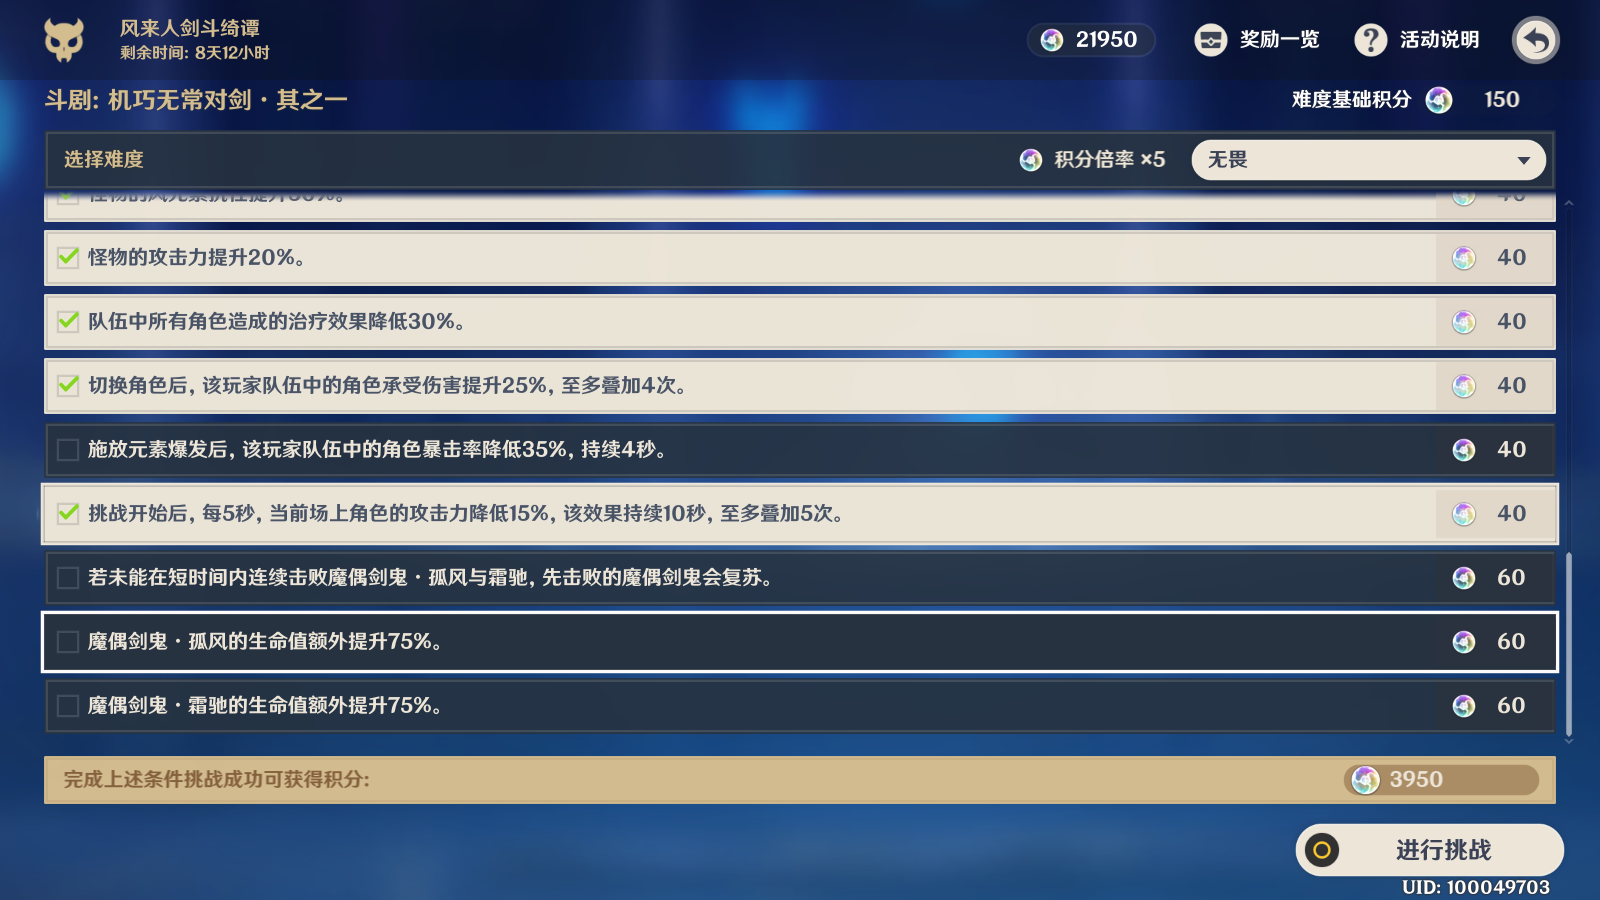 风来人剑斗绮谭
剩余时间: 8天12小时
21950
奖励一览
活动说明
斗剧: 机巧无常对剑·其之一
难度基础积分 150
选择难度
积分倍率 ×5
无畏
怪物的攻击力提升20%。 40
队伍中所有角色造成的治疗效果降低30%。 40
切换角色后, 该玩家队伍中的角色承受伤害提升25%, 至多叠加4次。 40
施放元素爆发后, 该玩家队伍中的角色暴击率降低35%, 持续4秒。 40
挑战开始后, 每5秒, 当前场上角色的攻击力降低15%, 该效果持续10秒, 至多叠加5次。 40
若未能在短时间内连续击败魔偶剑鬼·孤风与霜驰, 先击败的魔偶剑鬼会复苏。 60
魔偶剑鬼·孤风的生命值额外提升75%。 60
魔偶剑鬼·霜驰的生命值额外提升75%。 60
完成上述条件挑战成功可获得积分: 3950
进行挑战
UID: 100049703